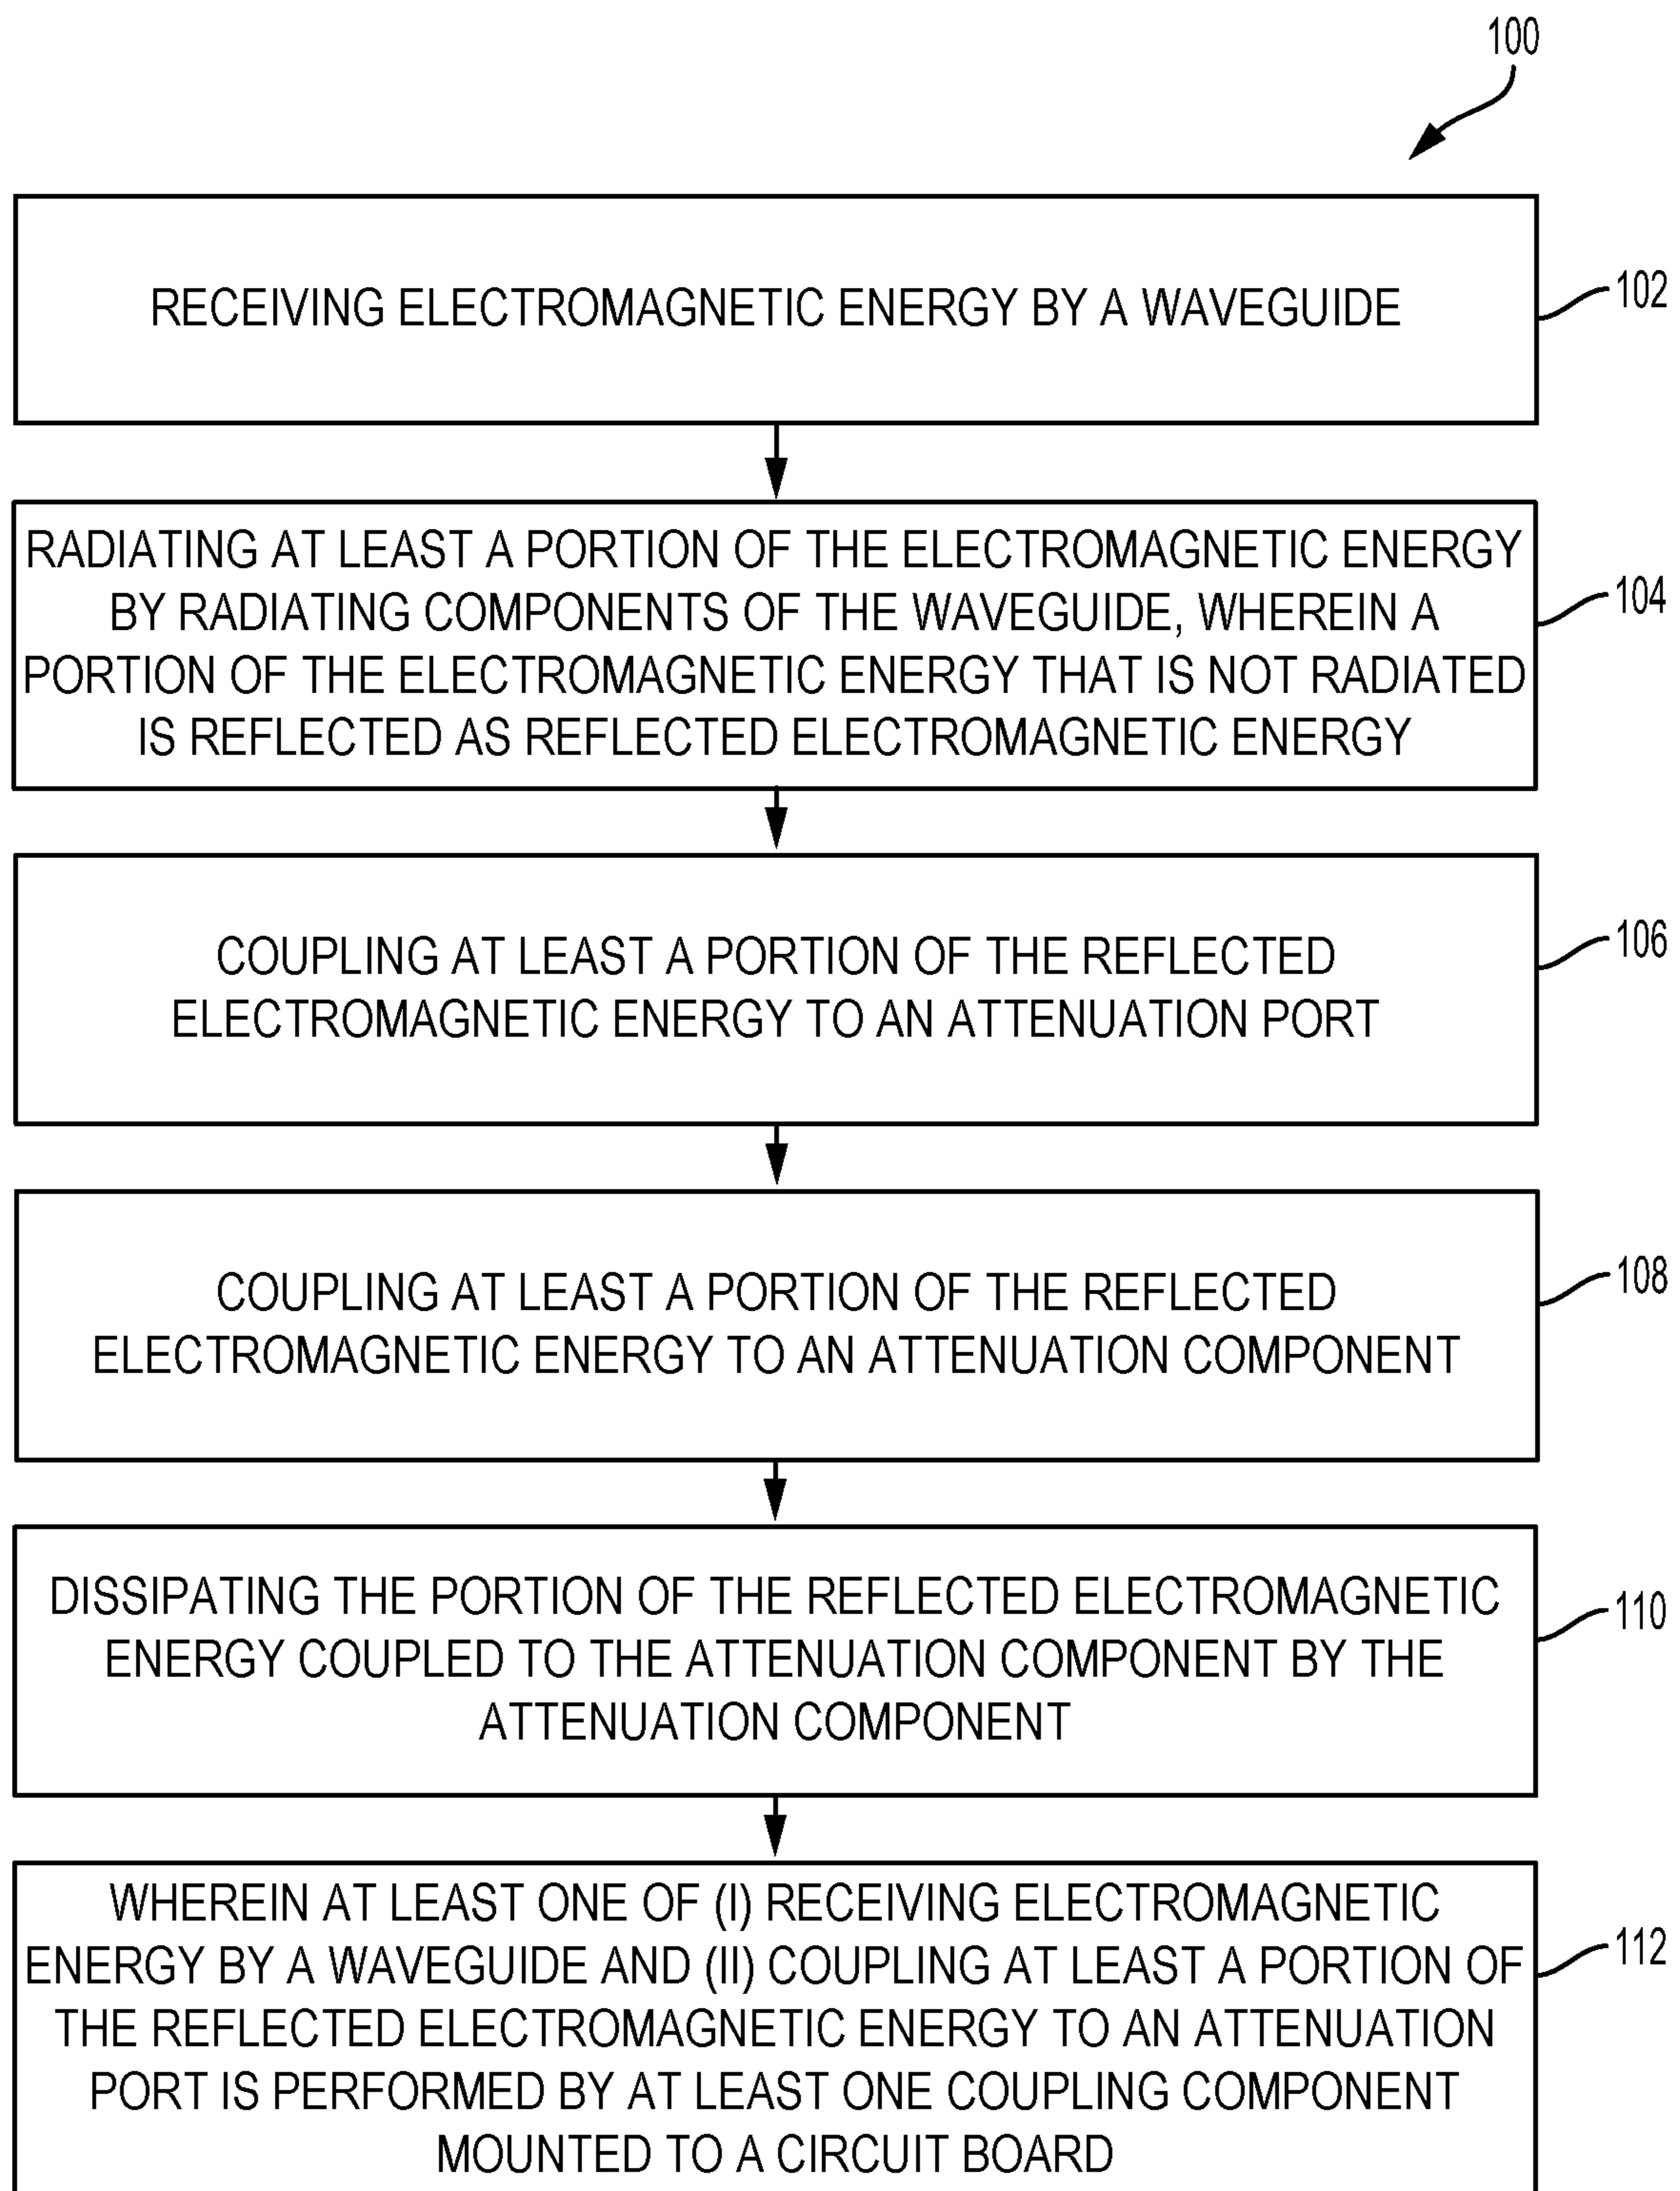 100
RECEIVING ELECTROMAGNETIC ENERGY BY A WAVEGUIDE
102
RADIATING AT LEAST A PORTION OF THE ELECTROMAGNETIC ENERGY
BY RADIATING COMPONENTS OF THE WAVEGUIDE, WHEREIN A
PORTION OF THE ELECTROMAGNETIC ENERGY THAT IS NOT RADIATED
IS REFLECTED AS REFLECTED ELECTROMAGNETIC ENERGY
104
COUPLING AT LEAST A PORTION OF THE REFLECTED
ELECTROMAGNETIC ENERGY TO AN ATTENUATION PORT
106
COUPLING AT LEAST A PORTION OF THE REFLECTED
ELECTROMAGNETIC ENERGY TO AN ATTENUATION COMPONENT
108
DISSIPATING THE PORTION OF THE REFLECTED ELECTROMAGNETIC
ENERGY COUPLED TO THE ATTENUATION COMPONENT BY THE
ATTENUATION COMPONENT
110
WHEREIN AT LEAST ONE OF (I) RECEIVING ELECTROMAGNETIC
ENERGY BY A WAVEGUIDE AND (II) COUPLING AT LEAST A PORTION OF
THE REFLECTED ELECTROMAGNETIC ENERGY TO AN ATTENUATION
PORT IS PERFORMED BY AT LEAST ONE COUPLING COMPONENT
MOUNTED TO A CIRCUIT BOARD
112